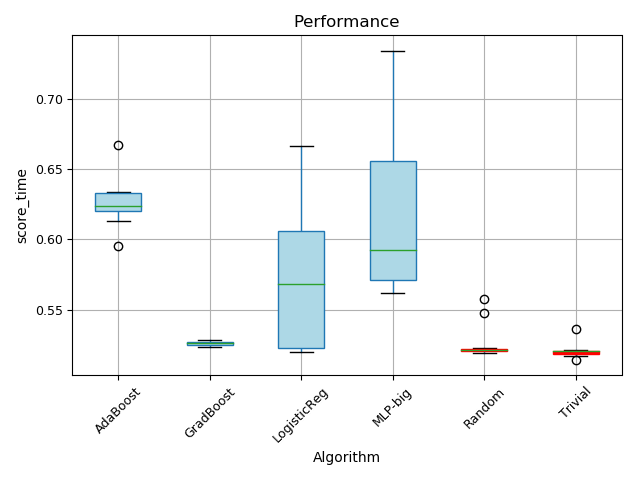 Performance
score_time
0.70
0.65
0.60
0.55
AdaBoost
GradBoost
LogisticReg
MLP-big
Random
Trivial
Algorithm